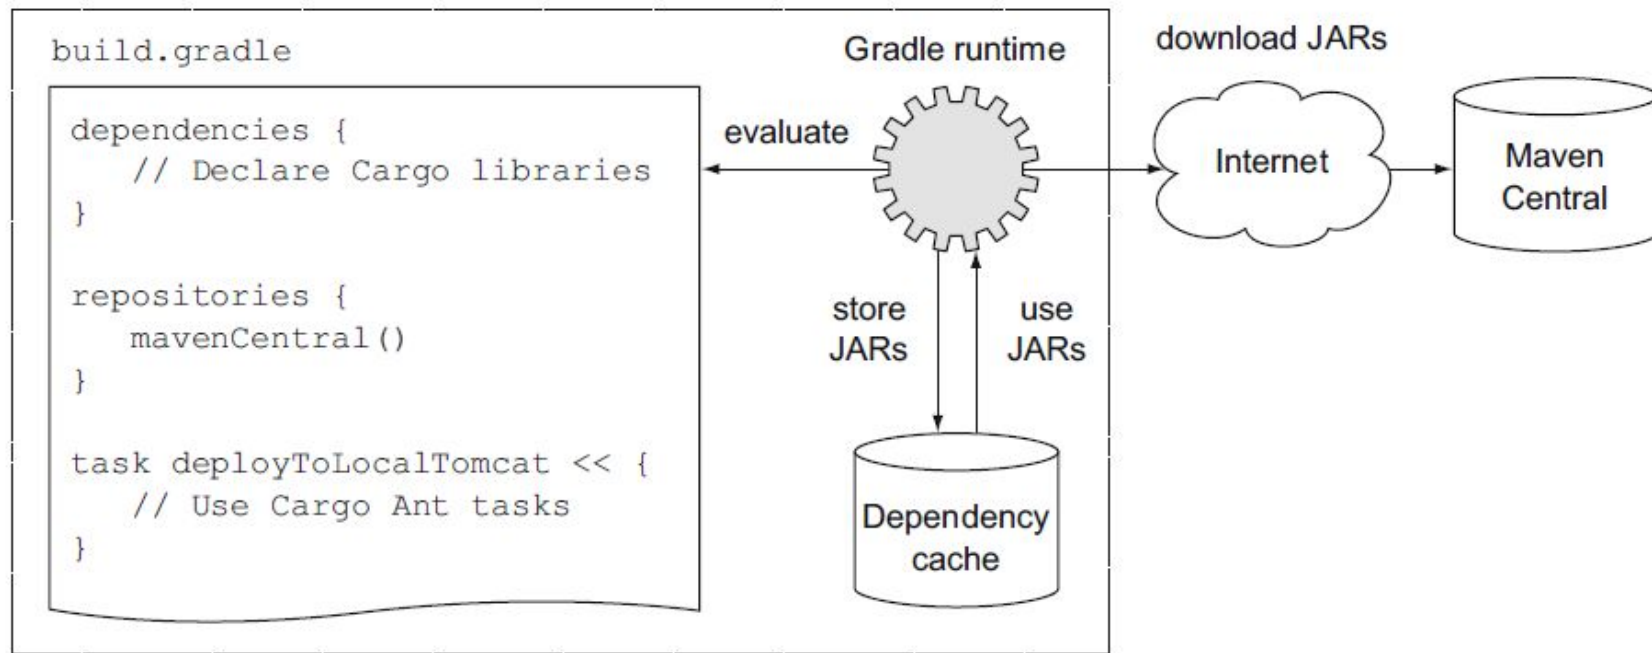 build.gradle
dependencies {
// Declare Cargo libraries
}
repositories {
mavenCentral()
}
task deployToLocalTomcat << {
// Use Cargo Ant tasks
}
Gradle runtime
evaluate
store
JARs
use
JARs
Dependency
cache
download JARs
Internet
Maven
Central